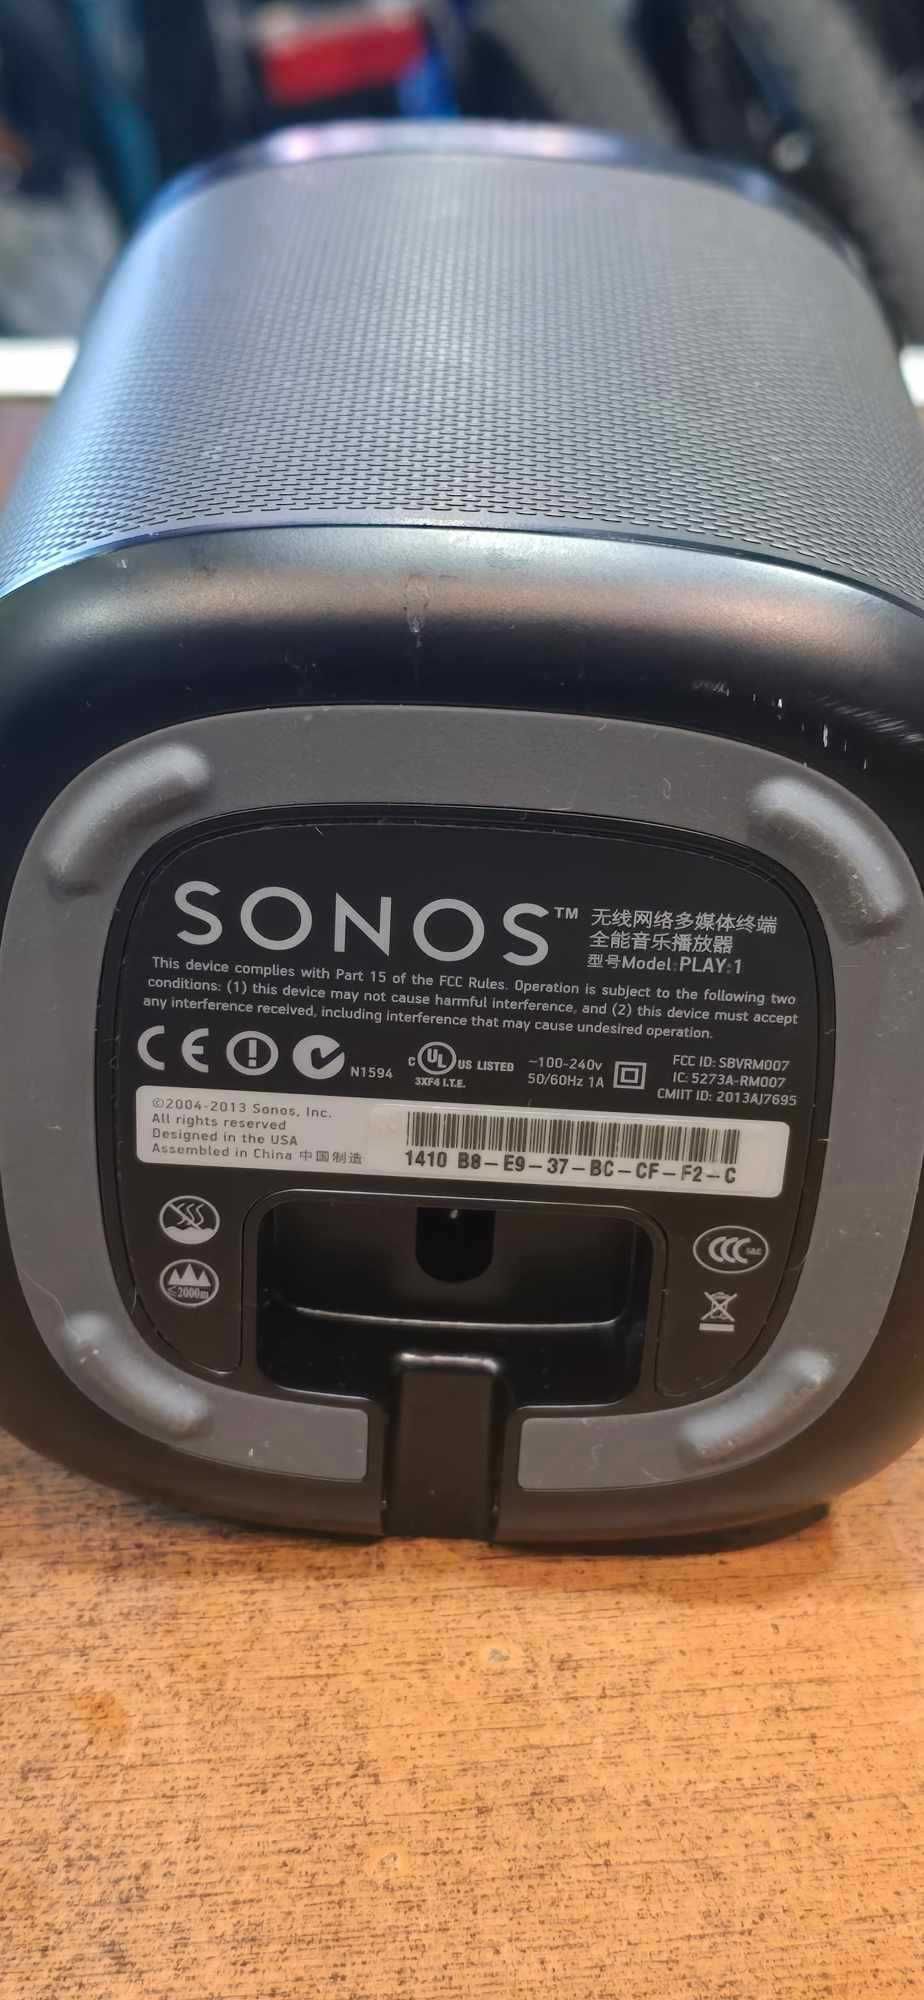 SONOS™ 无线网络多媒体终端
全能音乐播放器
型号Model:PLAY:1
This device complies with Part 15 of the FCC Rules. Operation is subject to the following two
conditions: (1) this device may not cause harmful interference, and (2) this device must accept
any interference received, including interference that may cause undesired operation.
CE
N1594
C UL US LISTED
3XF4 I.T.E.
~100-240v
50/60Hz 1A
FCC ID: SBVRM007
IC: 5273A-RM007
CMIIT ID: 2013AJ7695
©2004-2013 Sonos, Inc.
All rights reserved
Designed in the USA
Assembled in China 中国制造
1410 B8-E9-37-BC-CF-F2-C
≤2000m
CCC S&E